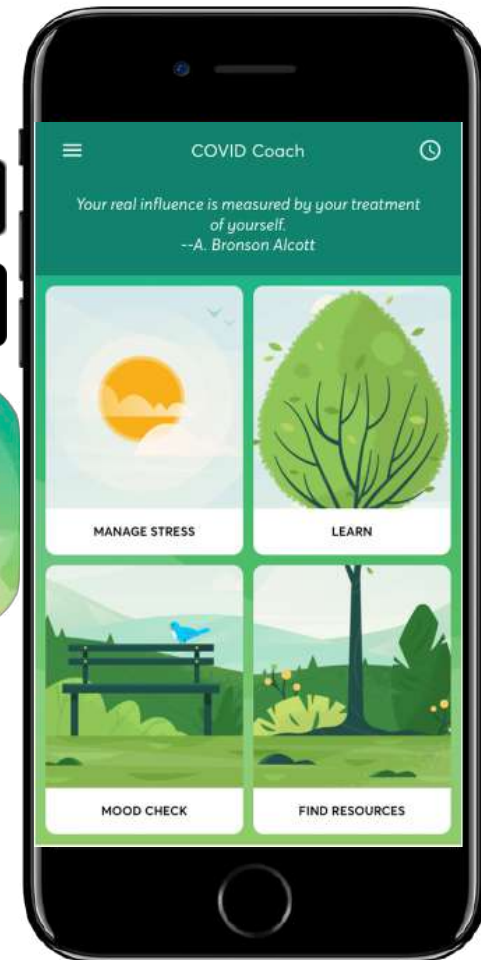 COVID Coach
Your real influence is measured by your treatment
of yourself.
--A. Bronson Alcott
MANAGE STRESS
LEARN
MOOD CHECK
FIND RESOURCES